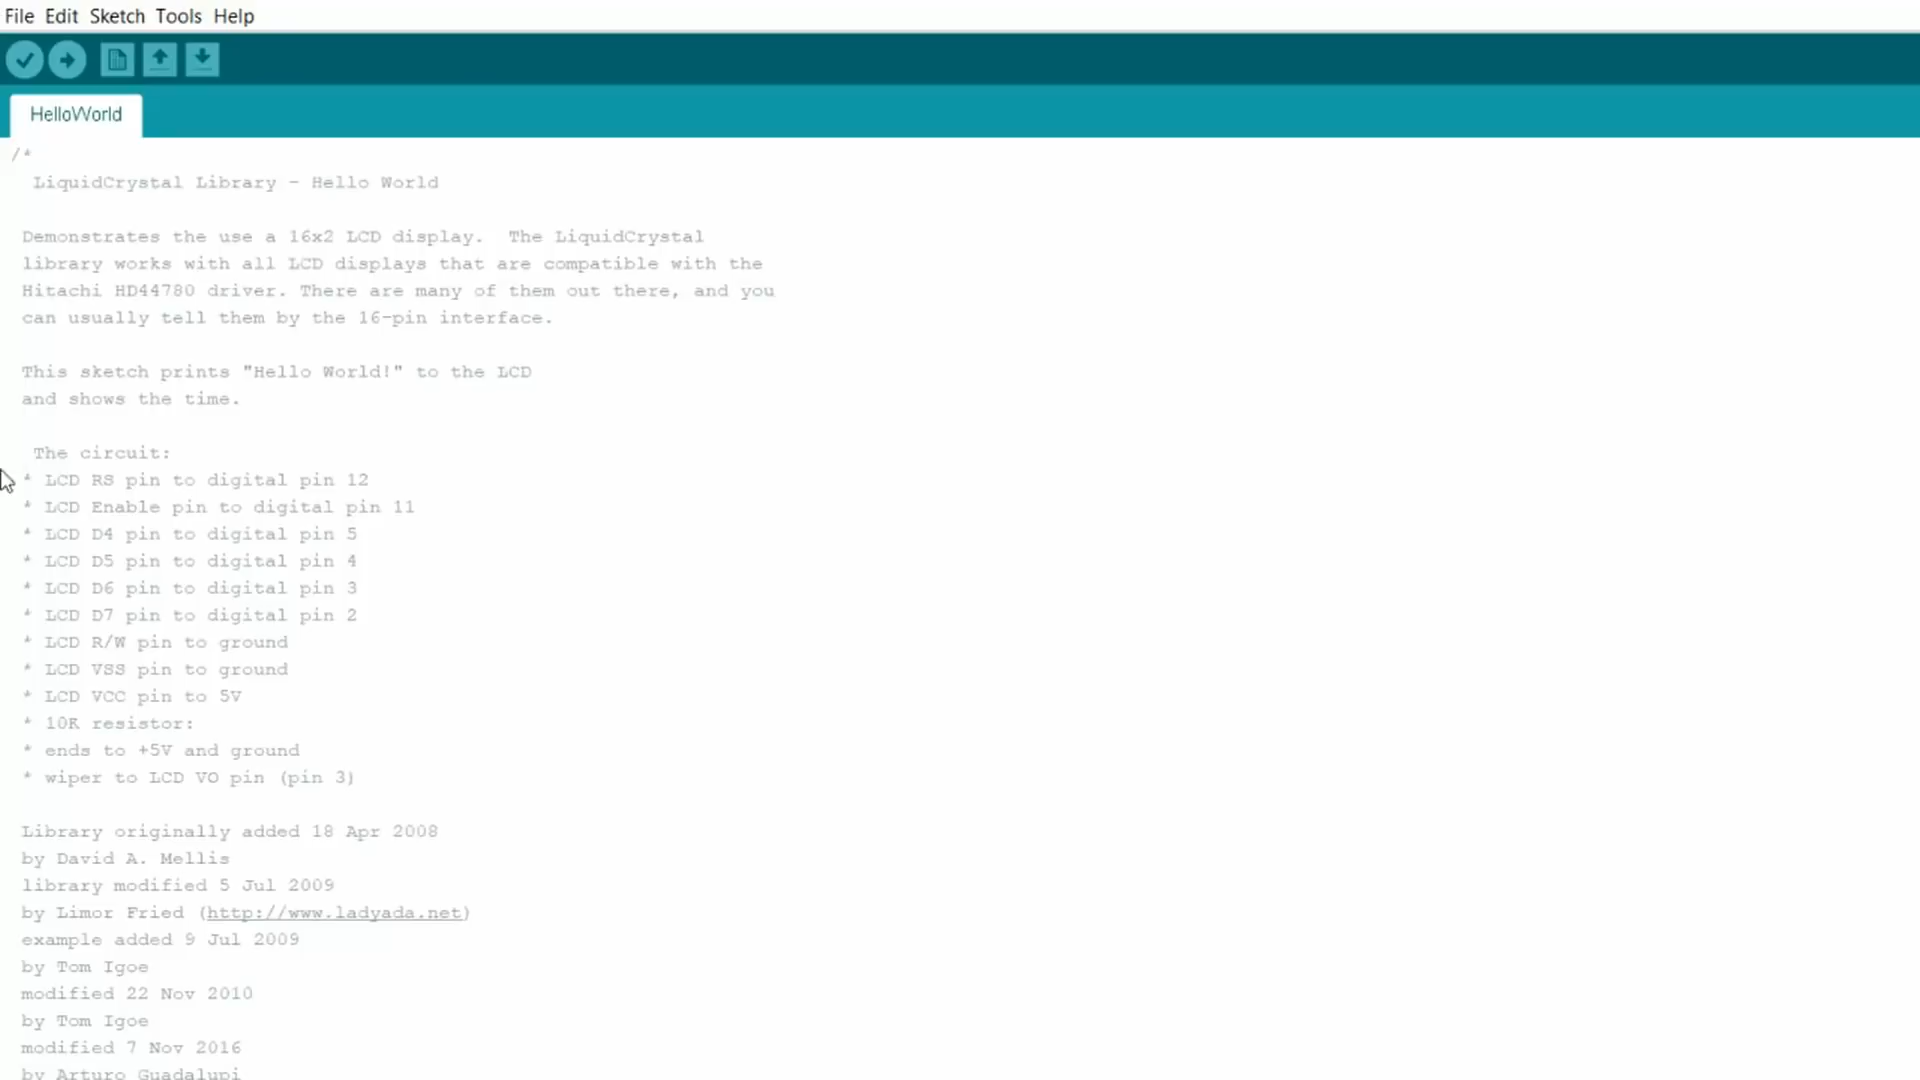 File Edit Sketch Tools Help
HelloWorld
/*
LiquidCrystal Library - Hello World
Demonstrates the use a 16x2 LCD display.  The LiquidCrystal
library works with all LCD displays that are compatible with the
Hitachi HD44780 driver. There are many of them out there, and you
can usually tell them by the 16-pin interface.
This sketch prints "Hello World!" to the LCD
and shows the time.
The circuit:
* LCD RS pin to digital pin 12
* LCD Enable pin to digital pin 11
* LCD D4 pin to digital pin 5
* LCD D5 pin to digital pin 4
* LCD D6 pin to digital pin 3
* LCD D7 pin to digital pin 2
* LCD R/W pin to ground
* LCD VSS pin to ground
* LCD VCC pin to 5V
* 10K resistor:
* ends to +5V and ground
* wiper to LCD VO pin (pin 3)
Library originally added 18 Apr 2008
by David A. Mellis
library modified 5 Jul 2009
by Limor Fried (http://www.ladyada.net)
example added 9 Jul 2009
by Tom Igoe
modified 22 Nov 2010
by Tom Igoe
modified 7 Nov 2016
by Arturo Guadalupi